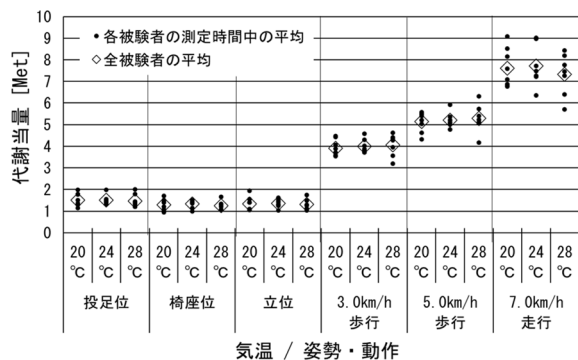 代謝当量 [Met]
10
9
8
7
6
5
4
3
2
1
0
各被験者の測定時間中の平均
全被験者の平均
20 24 28 20 24 28 20 24 28 20 24 28 20 24 28 20 24 28
℃ ℃ ℃ ℃ ℃ ℃ ℃ ℃ ℃ ℃ ℃ ℃ ℃ ℃ ℃ ℃ ℃ ℃
投足位 椅座位 立位 3.0km/h 5.0km/h 7.0km/h
歩行 歩行 走行
気温 / 姿勢・動作